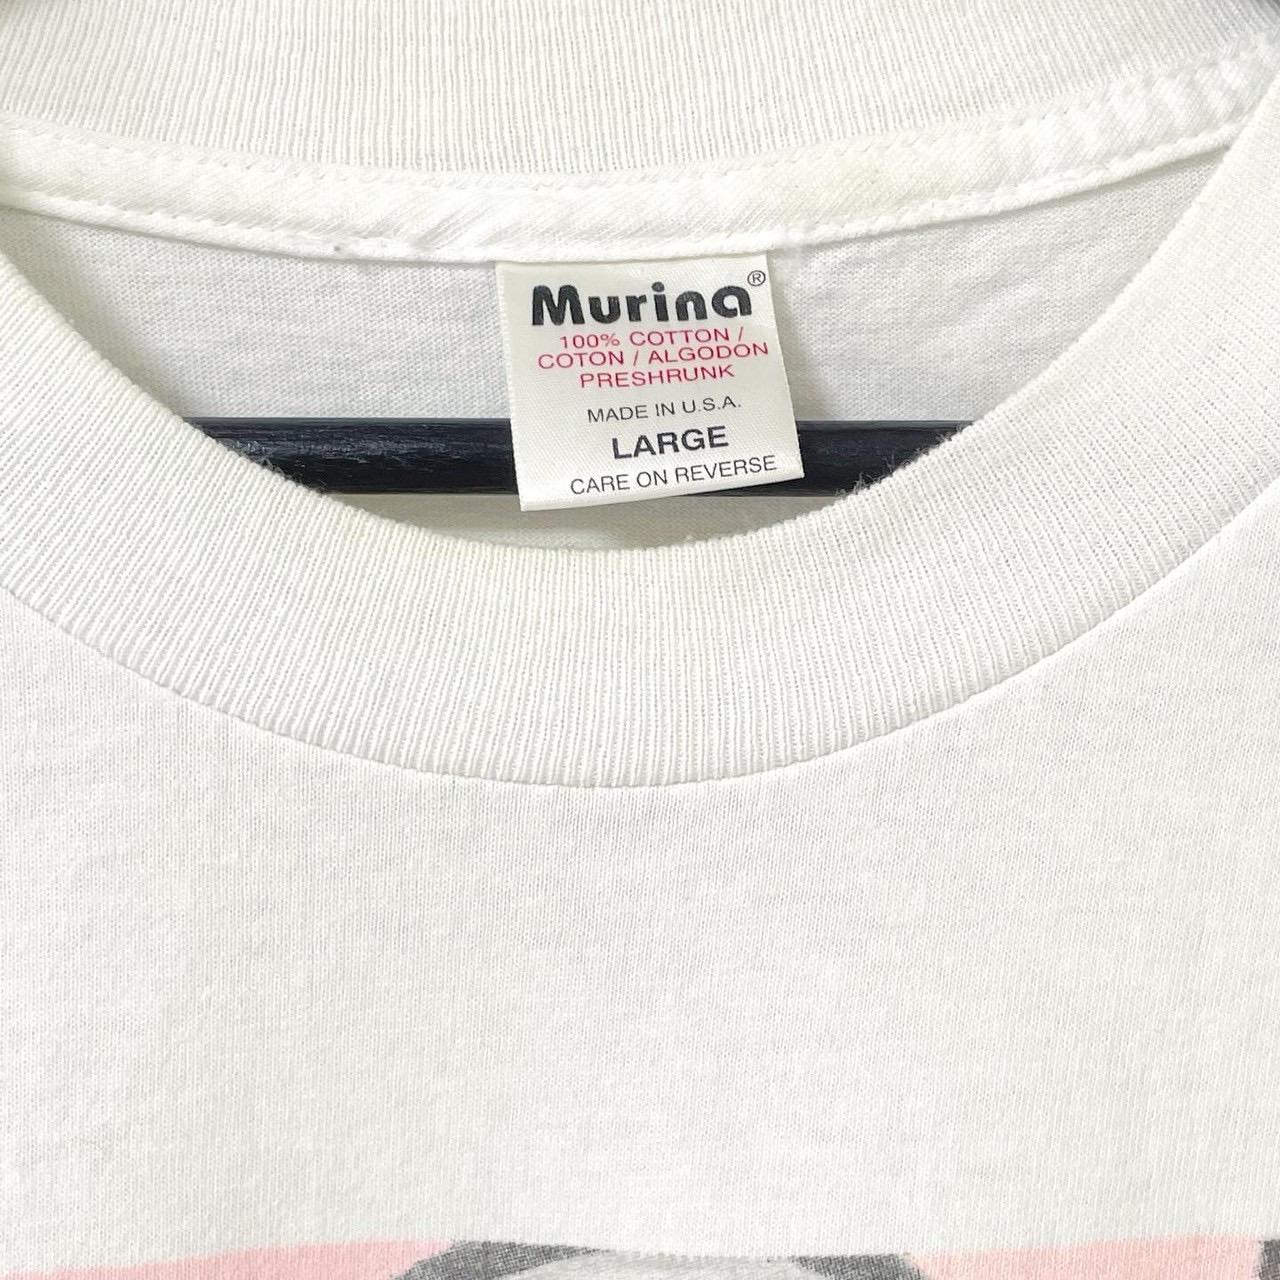 Murina®
100% COTTON /
COTON / ALGODON
PRESHRUNK
MADE IN U.S.A.
LARGE
CARE ON REVERSE